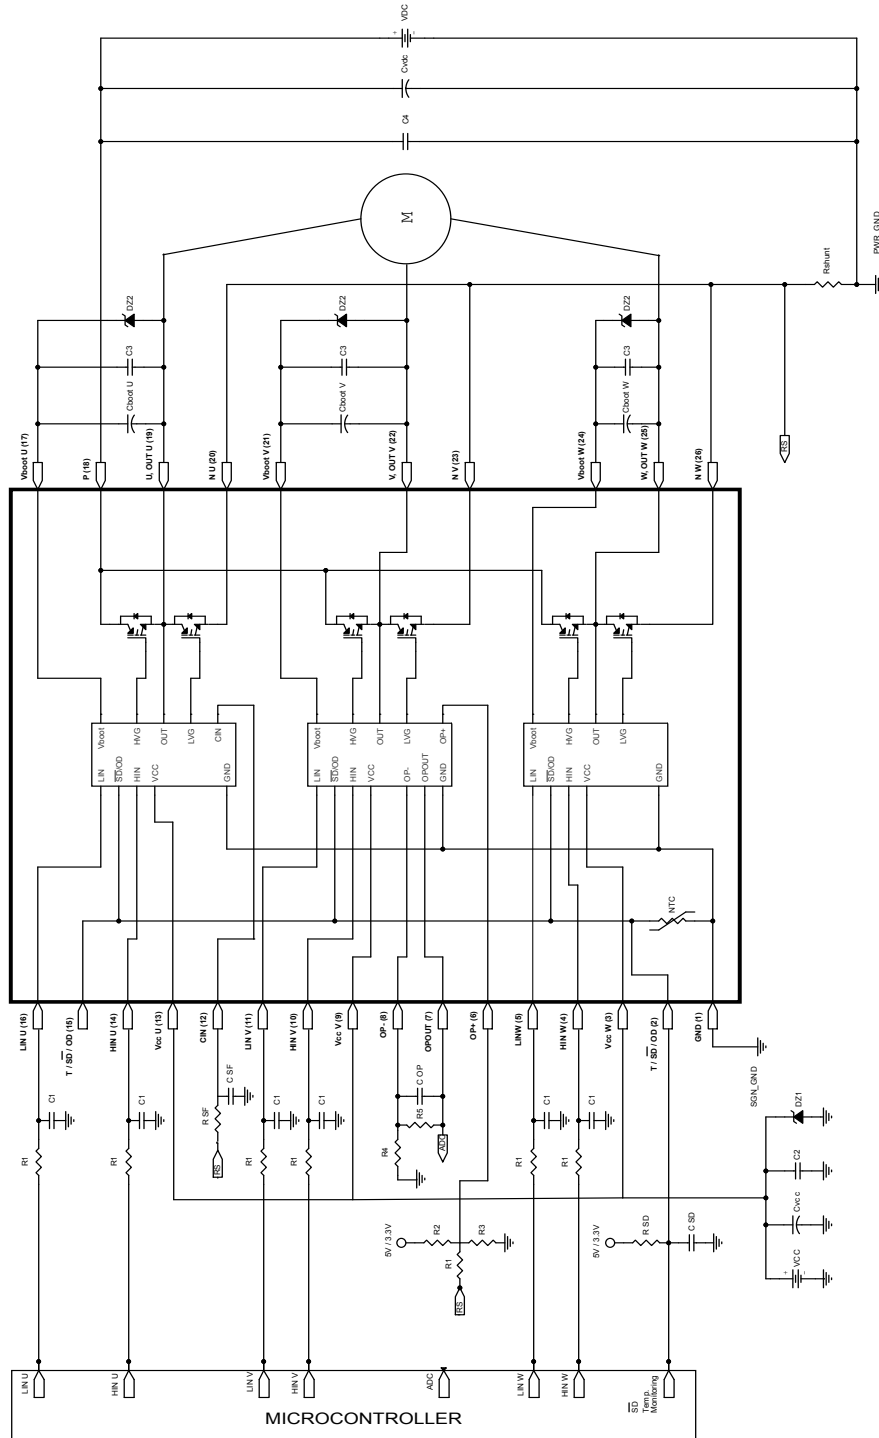 VDC
+
-
Cvdc
C4
M
PWR_GND
Rshunt
RS
DZ2
C3
Cboot U
DZ2
C3
Cboot V
DZ2
C3
Cboot W
Vboot U (17)
P (18)
U, OUT U (19)
N U (20)
Vboot V (21)
V, OUT V (22)
N V (23)
Vboot W (24)
W, OUT W (25)
N W (26)
Vboot
HVG
OUT
LVG
CIN
LIN
SD/OD
HIN
VCC
GND
Vboot
HVG
OUT
LVG
OP+
LIN
SD/OD
HIN
VCC
OP-
OPOUT
GND
Vboot
HVG
OUT
LVG
LIN
SD/OD
HIN
VCC
GND
NTC
LIN U (16)
T / SD / OD (15)
HIN U (14)
Vcc U (13)
CIN (12)
LIN V (11)
HIN V (10)
Vcc V (9)
OP- (8)
OPOUT (7)
OP+ (6)
LINW (5)
HIN W (4)
Vcc W (3)
T / SD / OD (2)
GND (1)
SGN_GND
R1
C1
R1
C1
R SF
C SF
RS
R1
C1
R1
C1
C OP
R5
R4
ADC
5V / 3.3V
R2
R3
R1
RS
R1
C1
R1
C1
5V / 3.3V
R SD
C SD
DZ1
C2
Cvcc
VCC
+
-
LIN U
HIN U
LIN V
HIN V
ADC
LIN W
HIN W
SD
Temp.
Monitoring
MICROCONTROLLER